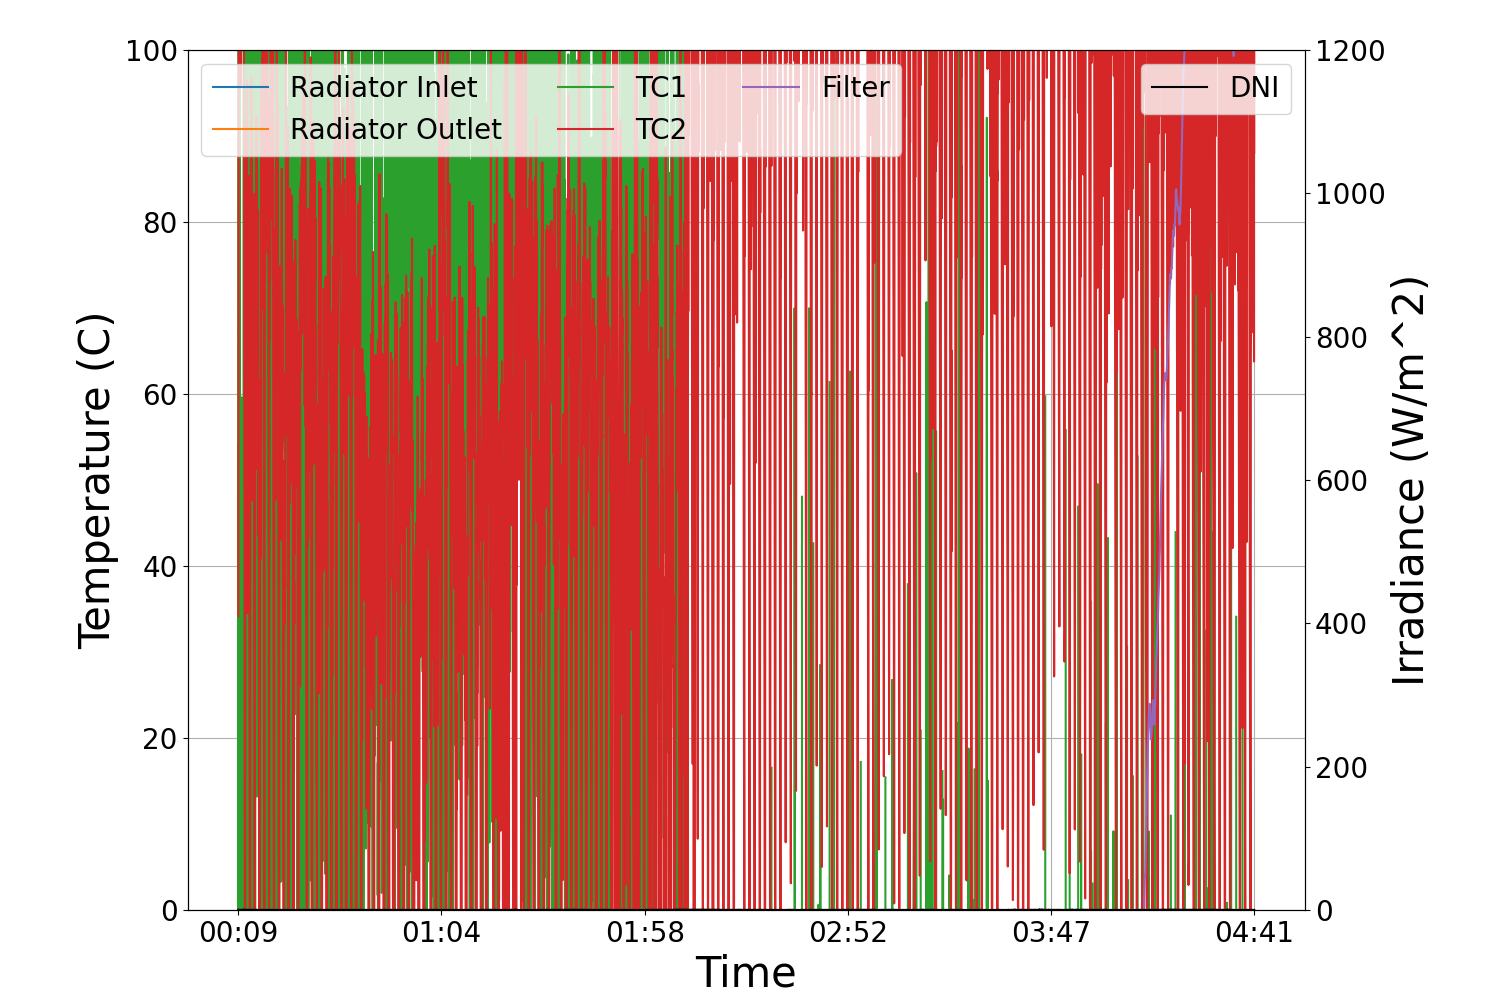 Radiator Inlet
Radiator Outlet
TC1
TC2
Filter
DNI
Temperature (C)
100
80
60
40
20
0
Irradiance (W/m^2)
1200
1000
800
600
400
200
0
00:09 01:04 01:58 02:52 03:47 04:41
Time